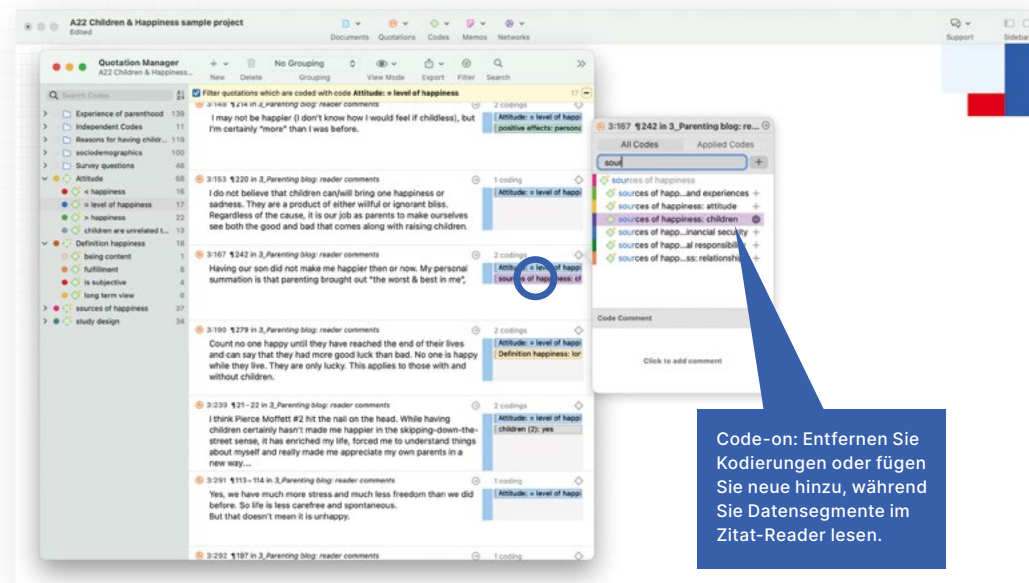 A22 Children & Happiness sample project
Edited
Documents Quotations Codes Memos Networks
Support Sidebar
Quotation Manager
A22 Children & Happiness...
New Delete
No Grouping
Grouping
View Mode Export Filter Search
Search Codes
Experience of parenthood 139
Independent Codes 11
Reasons for having childr... 119
sociodemographics 100
Survey questions 48
Attitude 68
< happiness 16
= level of happiness 17
> happiness 22
children are unrelated t... 13
Definition happiness 18
being content 1
fulfillment 8
is subjective 4
long term view 6
sources of happiness 37
study design 34
Filter quotations which are coded with code Attitude: = level of happiness 17
3:148 ¶214 in 3_Parenting blog: reader comments 2 codings
I may not be happier (I don't know how I would feel if childless), but
I'm certainly "more" than I was before.
Attitude: = level of happi
positive effects: persona
3:153 ¶220 in 3_Parenting blog: reader comments 1 coding
I do not believe that children can/will bring one happiness or
sadness. They are a product of either willful or ignorant bliss.
Regardless of the cause, it is our job as parents to make ourselves
see both the good and bad that comes along with raising children.
Attitude: = level of happi
3:167 ¶242 in 3_Parenting blog: reader comments 2 codings
Having our son did not make me happier then or now. My personal
summation is that parenting brought out "the worst & best in me",
Attitude: = level of happi
sources of happiness: ch
3:190 ¶279 in 3_Parenting blog: reader comments 2 codings
Count no one happy until they have reached the end of their lives
and can say that they had more good luck than bad. No one is happy
while they live. They are only lucky. This applies to those with and
without children.
Attitude: = level of happi
Definition happiness: lon
3:239 ¶21–22 in 3_Parenting blog: reader comments 2 codings
I think Pierce Moffett #2 hit the nail on the head. While having
children certainly hasn't made me happier in the skipping-down-the-
street sense, it has enriched my life, forced me to understand things
about myself and really made me appreciate my own parents in a
new way....
Attitude: = level of happi
children (2): yes
3:291 ¶113–114 in 3_Parenting blog: reader comments 1 coding
Yes, we have much more stress and much less freedom than we did
before. So life is less carefree and spontaneous.
But that doesn't mean it is unhappy.
Attitude: = level of happi
3:292 ¶197 in 3_Parenting blog: reader comments 1 coding
3:167 ¶242 in 3_Parenting blog: re...
All Codes Applied Codes
sour
sources of happiness
sources of happ...and experiences
sources of happiness: attitude
sources of happiness: children
sources of happ...inancial security
sources of happ...al responsibility
sources of happ...ss: relationship
Code Comment
Click to add comment
Code-on: Entfernen Sie
Kodierungen oder fügen
Sie neue hinzu, während
Sie Datensegmente im
Zitat-Reader lesen.